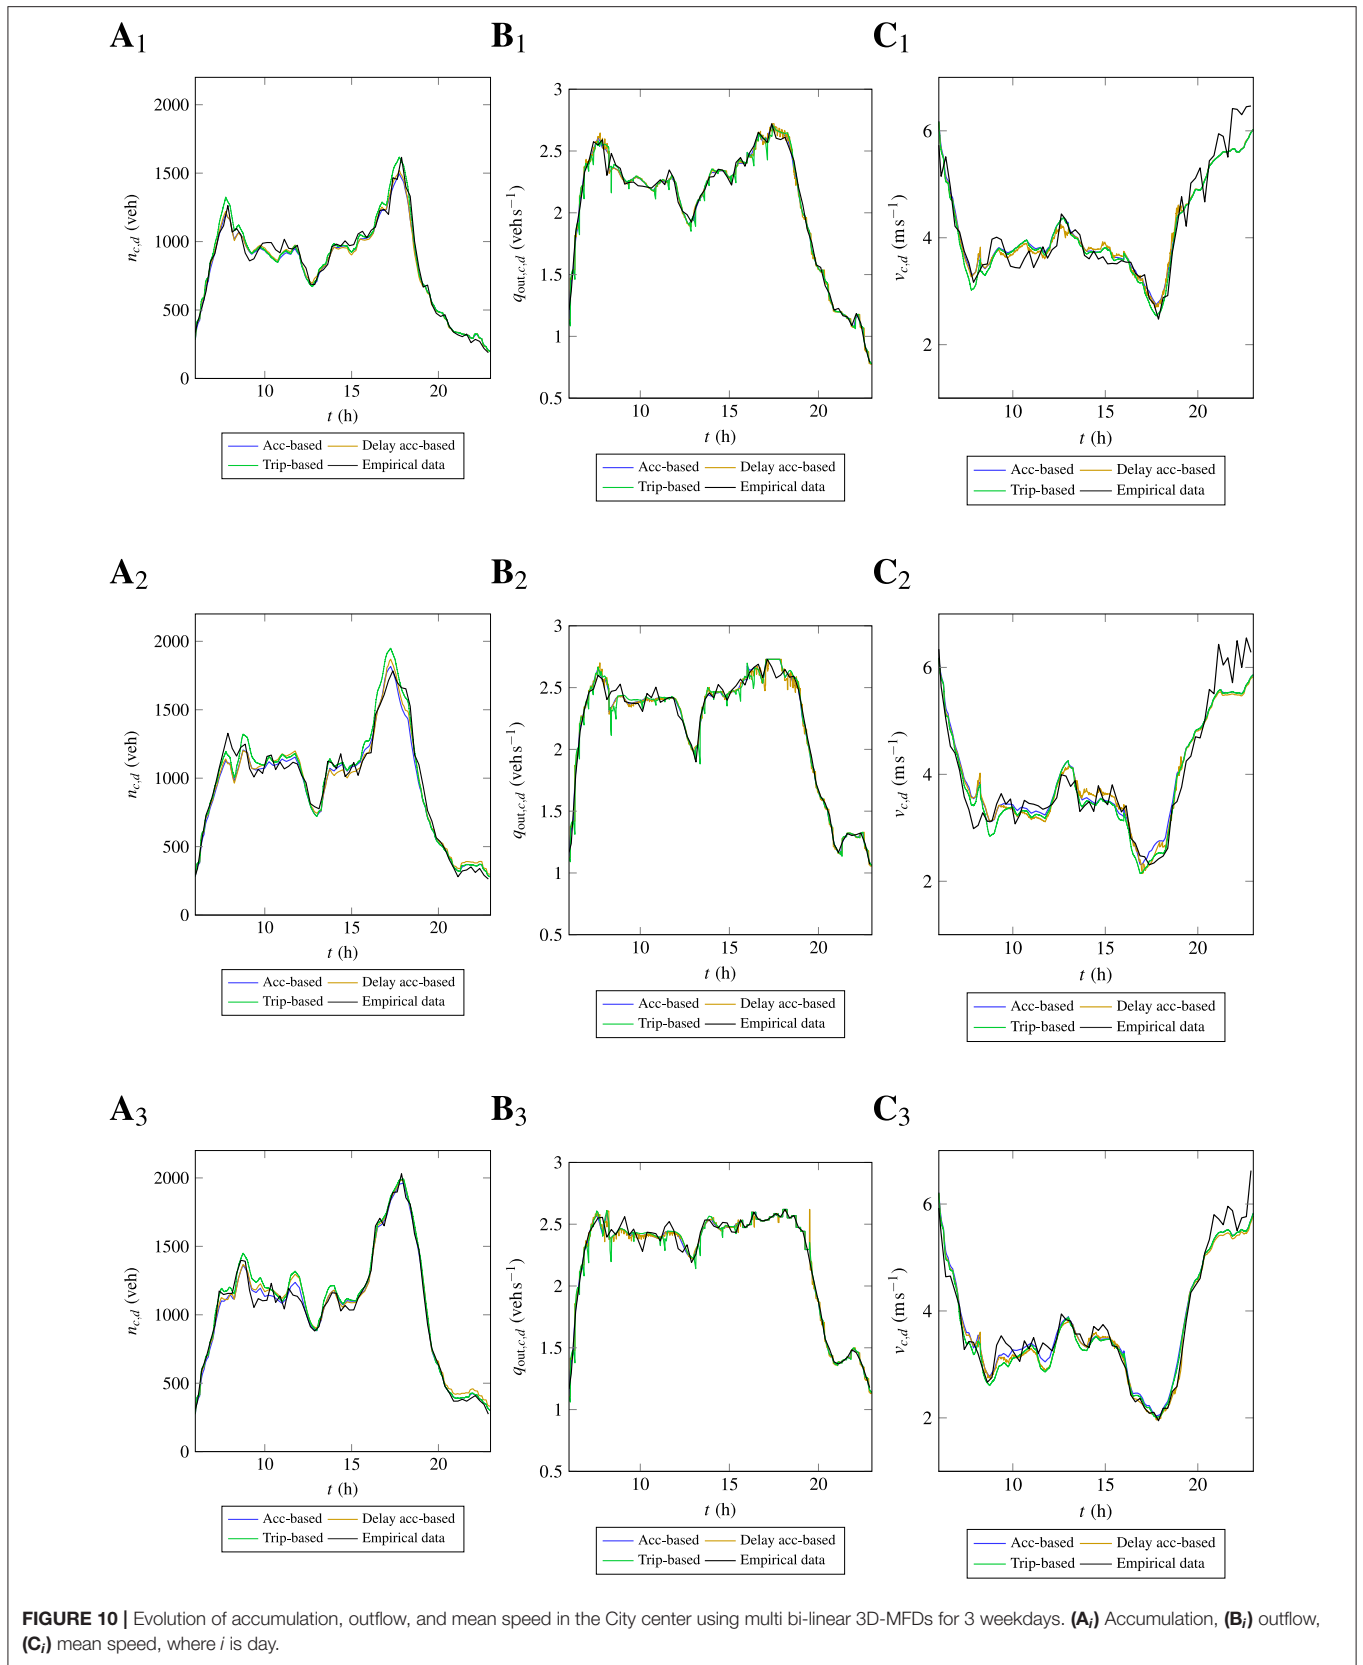 A1 B1 C1
2000
1500
1000
500
0
n_c,d (veh)
10 15 20
t (h)
Acc-based Delay acc-based
Trip-based Empirical data
3
2.5
2
1.5
1
0.5
q_out,c,d (veh s⁻¹)
10 15 20
t (h)
Acc-based Delay acc-based
Trip-based Empirical data
6
4
2
v_c,d (m s⁻¹)
10 15 20
t (h)
Acc-based Delay acc-based
Trip-based Empirical data
A2 B2 C2
2000
1500
1000
500
0
n_c,d (veh)
10 15 20
t (h)
Acc-based Delay acc-based
Trip-based Empirical data
3
2.5
2
1.5
1
0.5
q_out,c,d (veh s⁻¹)
10 15 20
t (h)
Acc-based Delay acc-based
Trip-based Empirical data
6
4
2
v_c,d (m s⁻¹)
10 15 20
t (h)
Acc-based Delay acc-based
Trip-based Empirical data
A3 B3 C3
2000
1500
1000
500
0
n_c,d (veh)
10 15 20
t (h)
Acc-based Delay acc-based
Trip-based Empirical data
3
2.5
2
1.5
1
0.5
q_out,c,d (veh s⁻¹)
10 15 20
t (h)
Acc-based Delay acc-based
Trip-based Empirical data
6
4
2
v_c,d (m s⁻¹)
10 15 20
t (h)
Acc-based Delay acc-based
Trip-based Empirical data
FIGURE 10 | Evolution of accumulation, outflow, and mean speed in the City center using multi bi-linear 3D-MFDs for 3 weekdays. (Ai) Accumulation, (Bi) outflow,
(Ci) mean speed, where i is day.